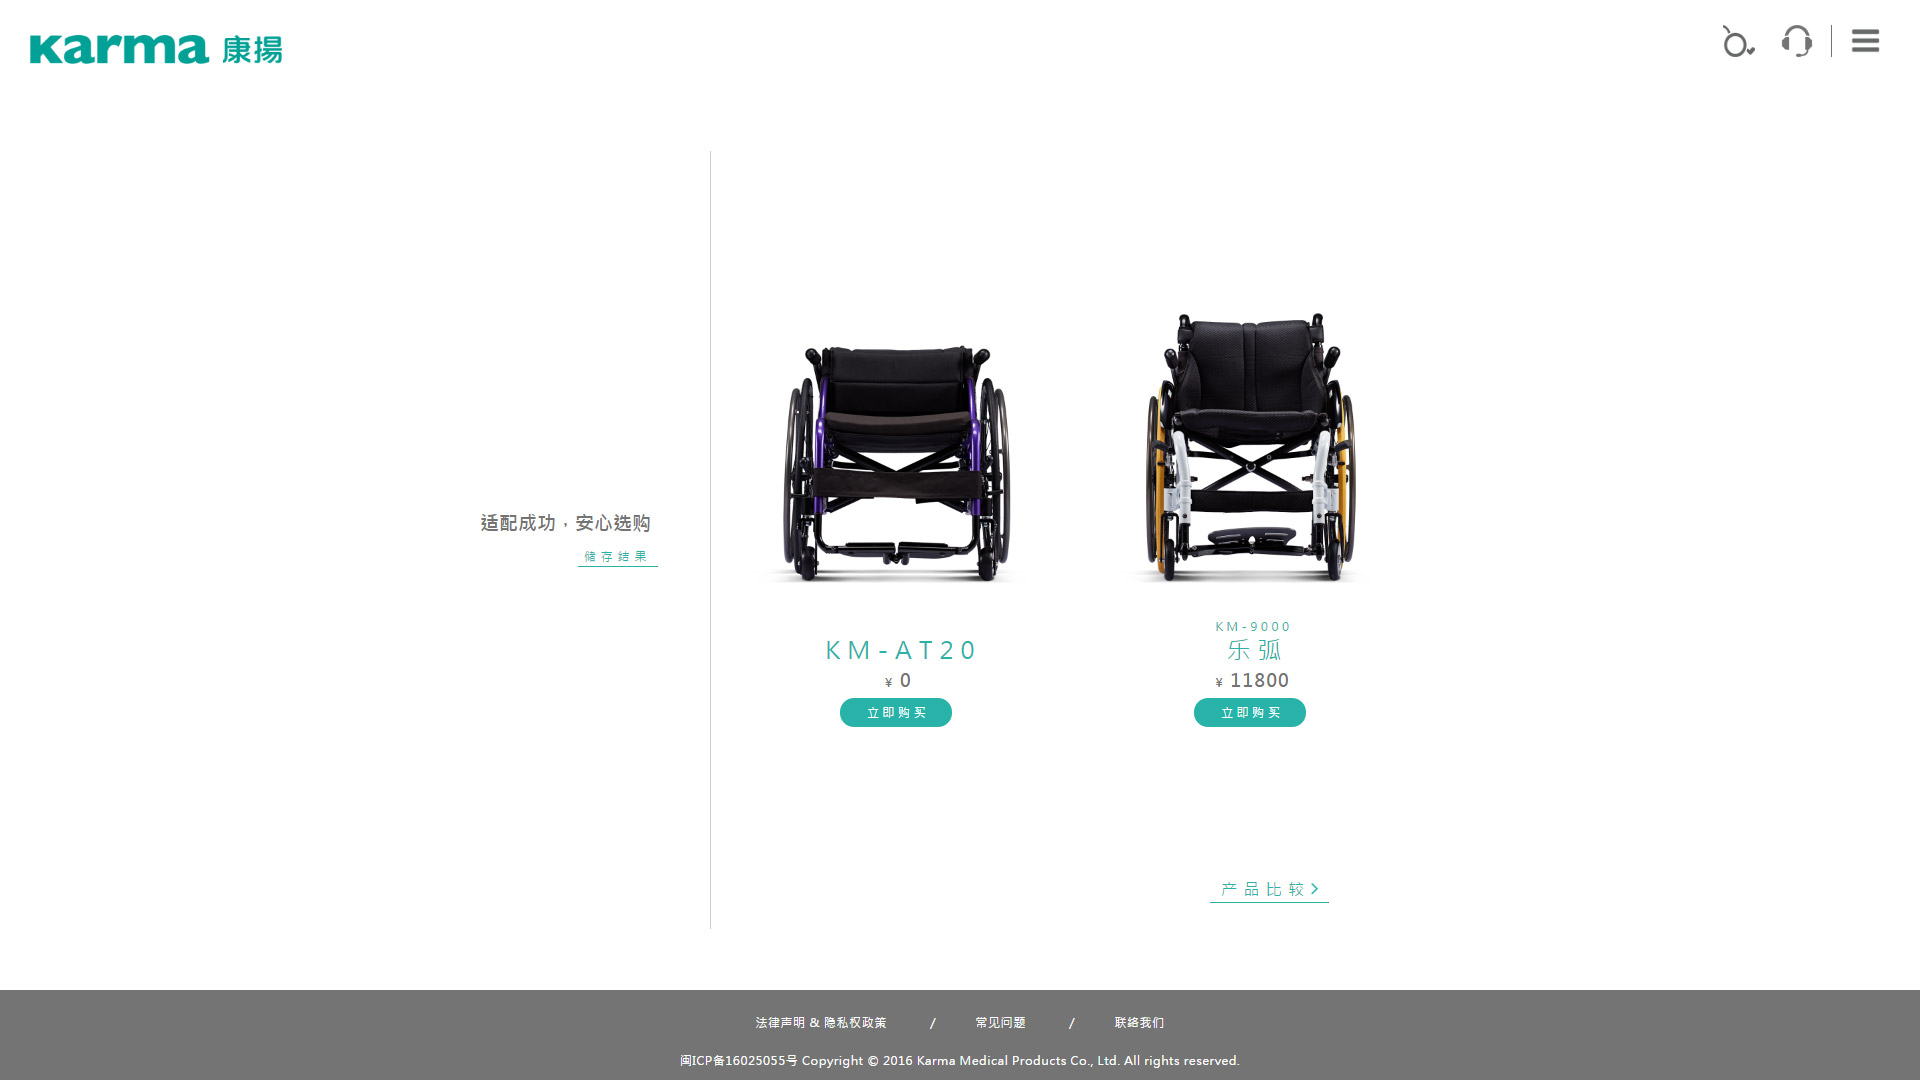 karma 康揚
适配成功，安心选购
储存结果
KM-AT20
¥ 0
立即购买
KM-9000
乐弧
¥ 11800
立即购买
产品比较
法律声明 & 隐私权政策 / 常见问题 / 联络我们
闽ICP备16025055号 Copyright © 2016 Karma Medical Products Co., Ltd. All rights reserved.